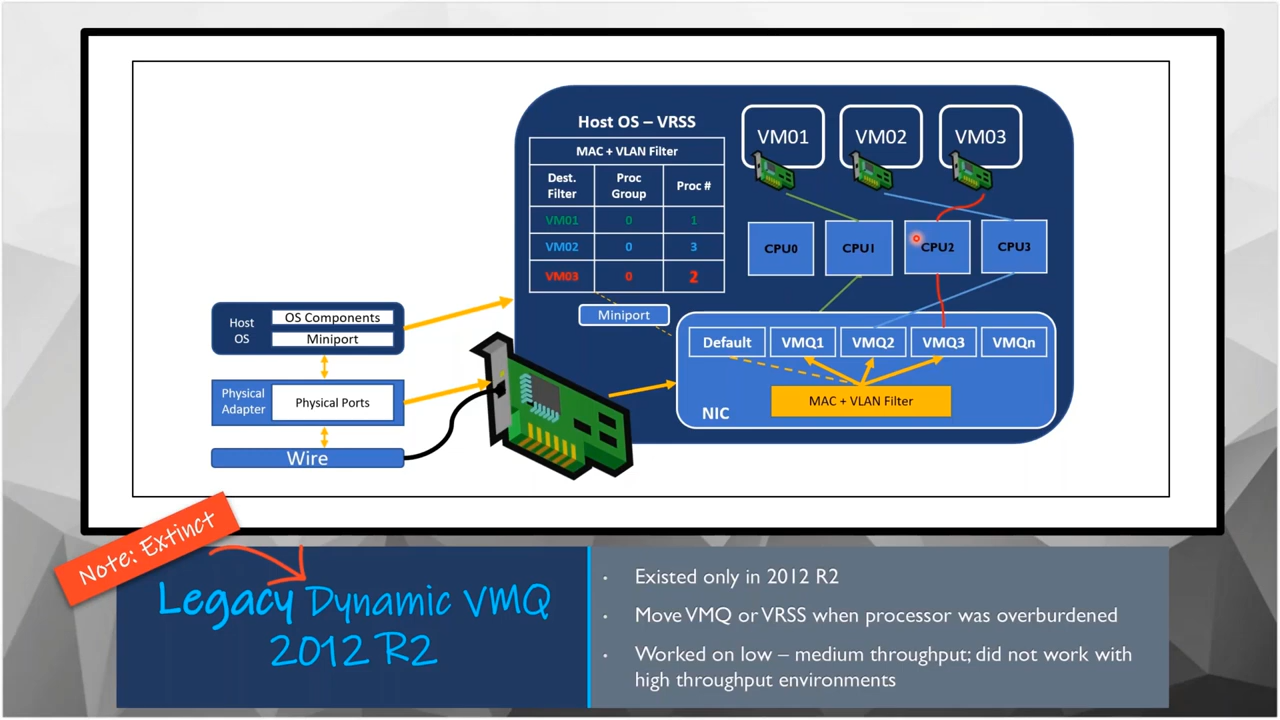 Host OS – VRSS
MAC + VLAN Filter
Dest. Filter Proc Group Proc #
VM01 0 1
VM02 0 3
VM03 0 2
VM01 VM02 VM03
CPU0 CPU1 CPU2 CPU3
Miniport
Default VMQ1 VMQ2 VMQ3 VMQn
MAC + VLAN Filter
NIC
Host OS
OS Components
Miniport
Physical Adapter
Physical Ports
Wire
Note: Extinct
Legacy Dynamic VMQ
2012 R2
• Existed only in 2012 R2
• Move VMQ or VRSS when processor was overburdened
• Worked on low – medium throughput; did not work with
high throughput environments